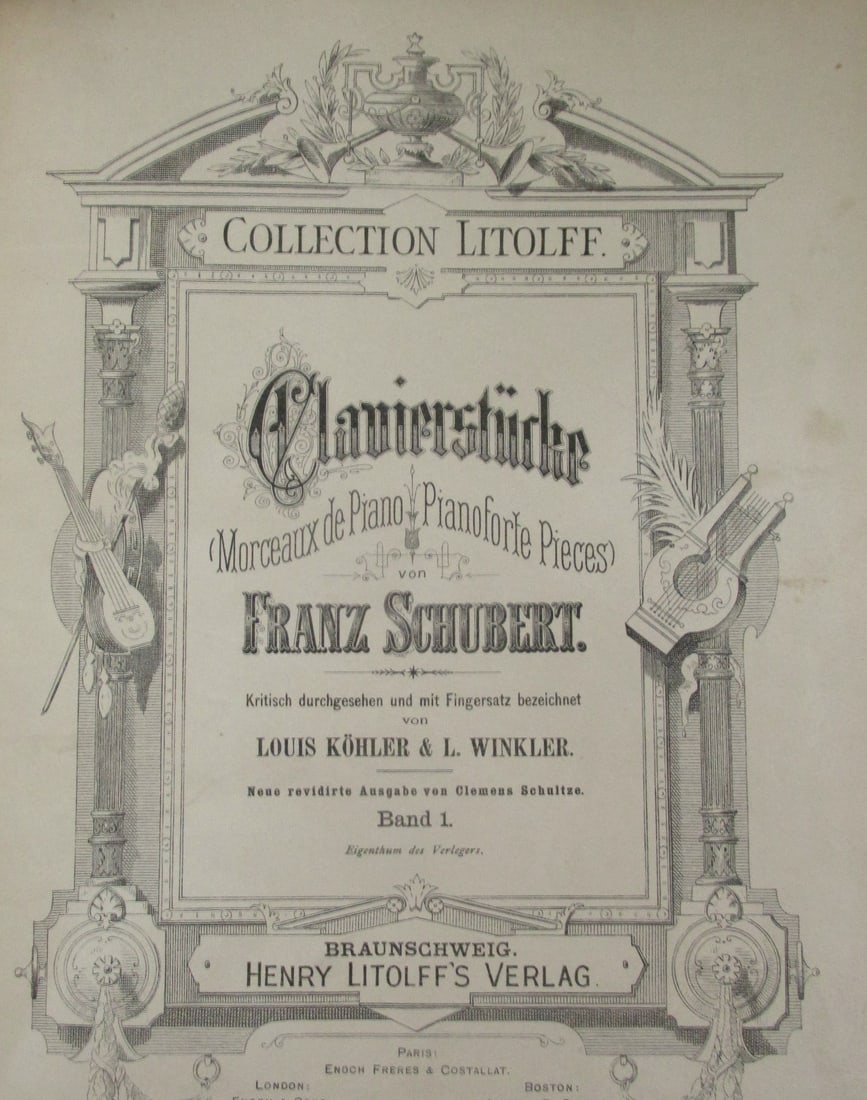 COLLECTION LITOLFF.
Clavierstücke
(Morceaux de Piano Pianoforte Pieces)
von
FRANZ SCHUBERT.
Kritisch durchgesehen und mit Fingersatz bezeichnet
von
LOUIS KÖHLER & L. WINKLER.
Neue revidirte Ausgabe von Clemens Schultze.
Band 1.
Eigenthum des Verlegers.
BRAUNSCHWEIG.
HENRY LITOLFF'S VERLAG.
PARIS:
ENOCH FRERES & COSTALLAT.
LONDON:
BOSTON: